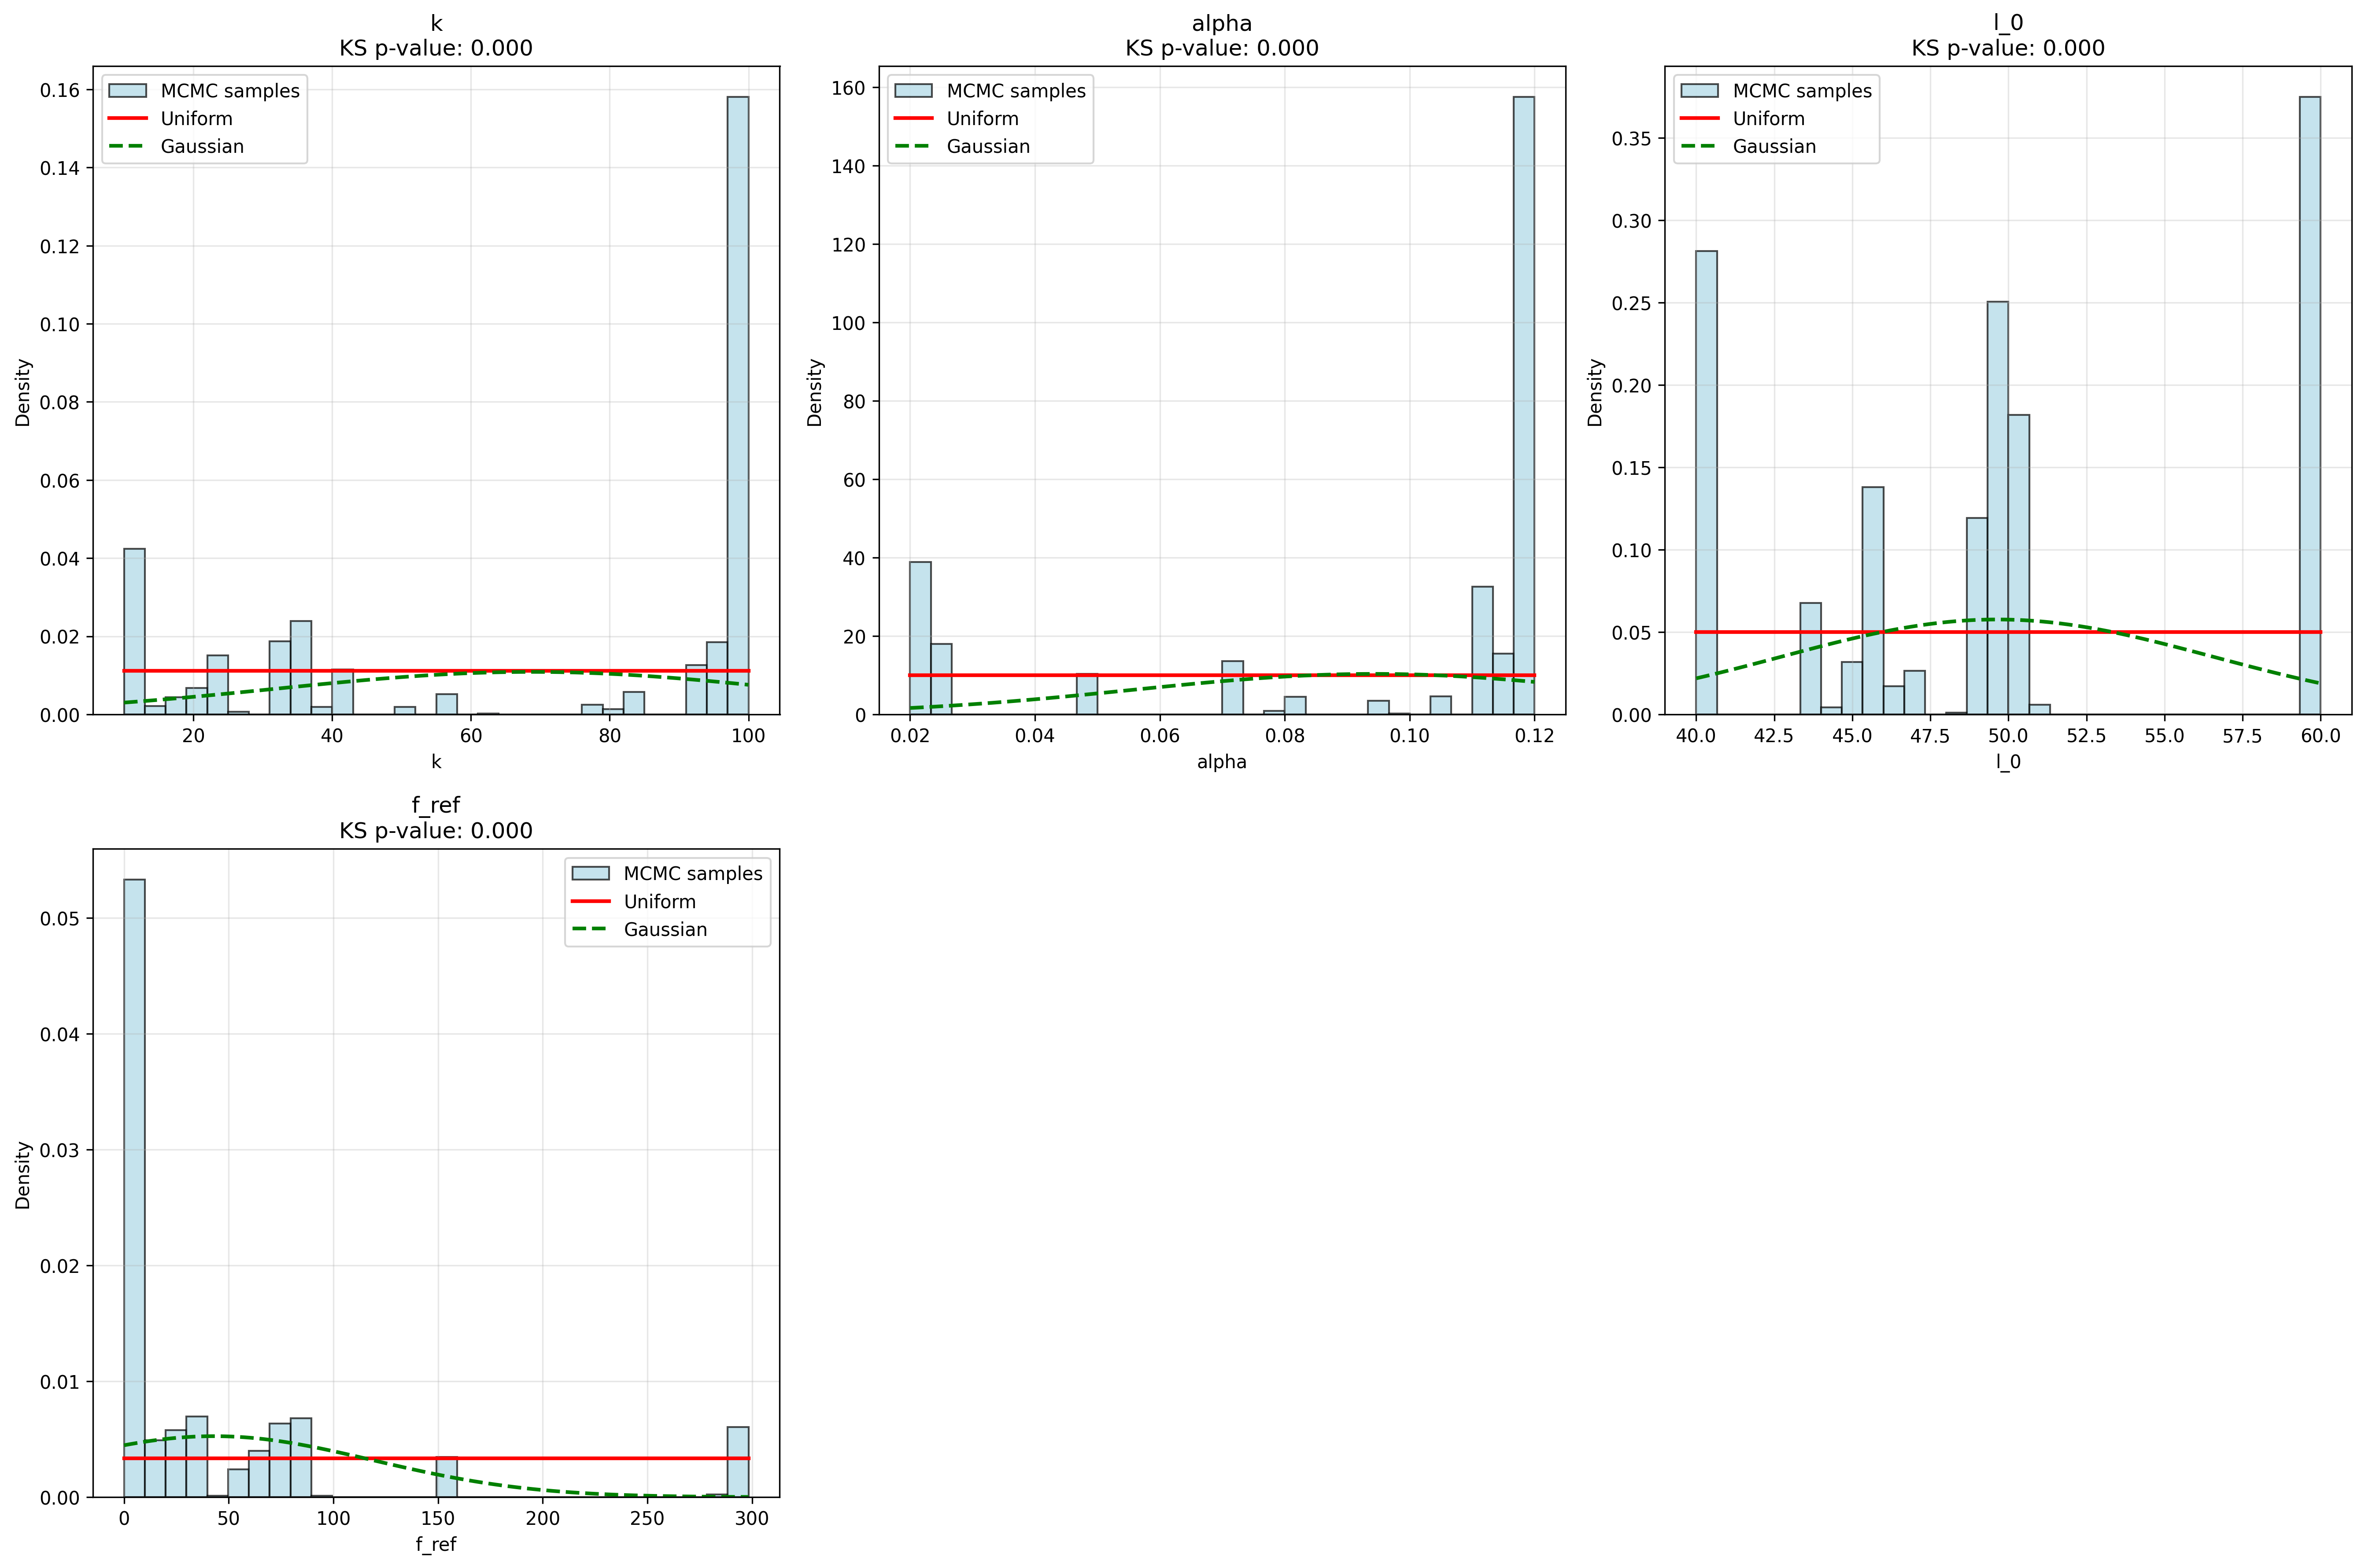 k
KS p-value: 0.000
MCMC samples
Uniform
Gaussian
0.16
0.14
0.12
0.10
0.08
0.06
0.04
0.02
0.00
Density
20
40
60
80
100
k
alpha
KS p-value: 0.000
MCMC samples
Uniform
Gaussian
160
140
120
100
80
60
40
20
0
Density
0.02
0.04
0.06
0.08
0.10
0.12
alpha
l_0
KS p-value: 0.000
MCMC samples
Uniform
Gaussian
0.35
0.30
0.25
0.20
0.15
0.10
0.05
0.00
Density
40.0
42.5
45.0
47.5
50.0
52.5
55.0
57.5
60.0
l_0
f_ref
KS p-value: 0.000
MCMC samples
Uniform
Gaussian
0.05
0.04
0.03
0.02
0.01
0.00
Density
0
50
100
150
200
250
300
f_ref